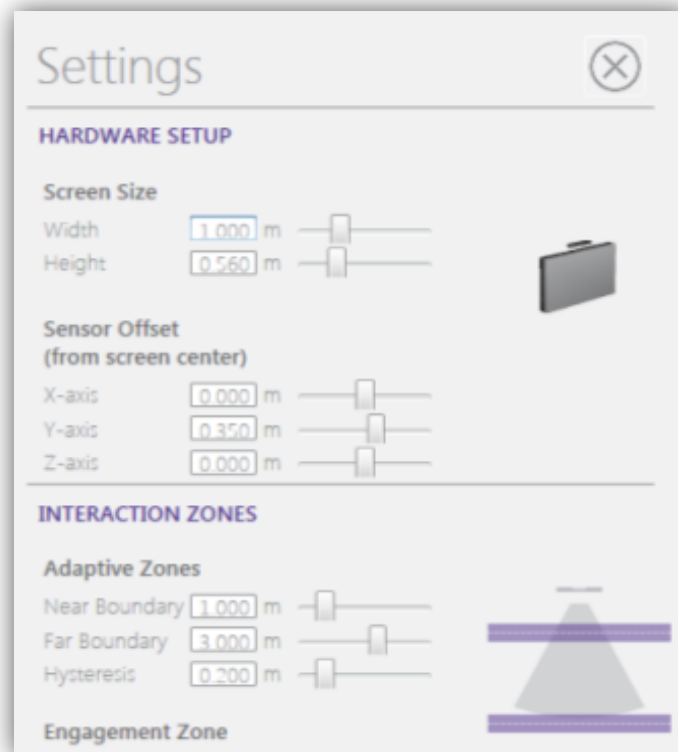 Settings
HARDWARE SETUP
Screen Size
Width 1.000 m
Height 0.560 m
Sensor Offset
(from screen center)
X-axis 0.000 m
Y-axis 0.350 m
Z-axis 0.000 m
INTERACTION ZONES
Adaptive Zones
Near Boundary 1.000 m
Far Boundary 3.000 m
Hysteresis 0.200 m
Engagement Zone